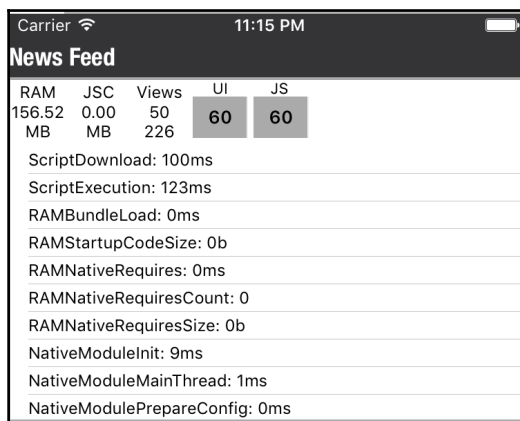 Carrier 11:15 PM
News Feed
RAM JSC Views UI JS
156.52 0.00 50 60 60
MB MB 226
ScriptDownload: 100ms
ScriptExecution: 123ms
RAMBundleLoad: 0ms
RAMStartupCodeSize: 0b
RAMNativeRequires: 0ms
RAMNativeRequiresCount: 0
RAMNativeRequiresSize: 0b
NativeModuleInit: 9ms
NativeModuleMainThread: 1ms
NativeModulePrepareConfig: 0ms